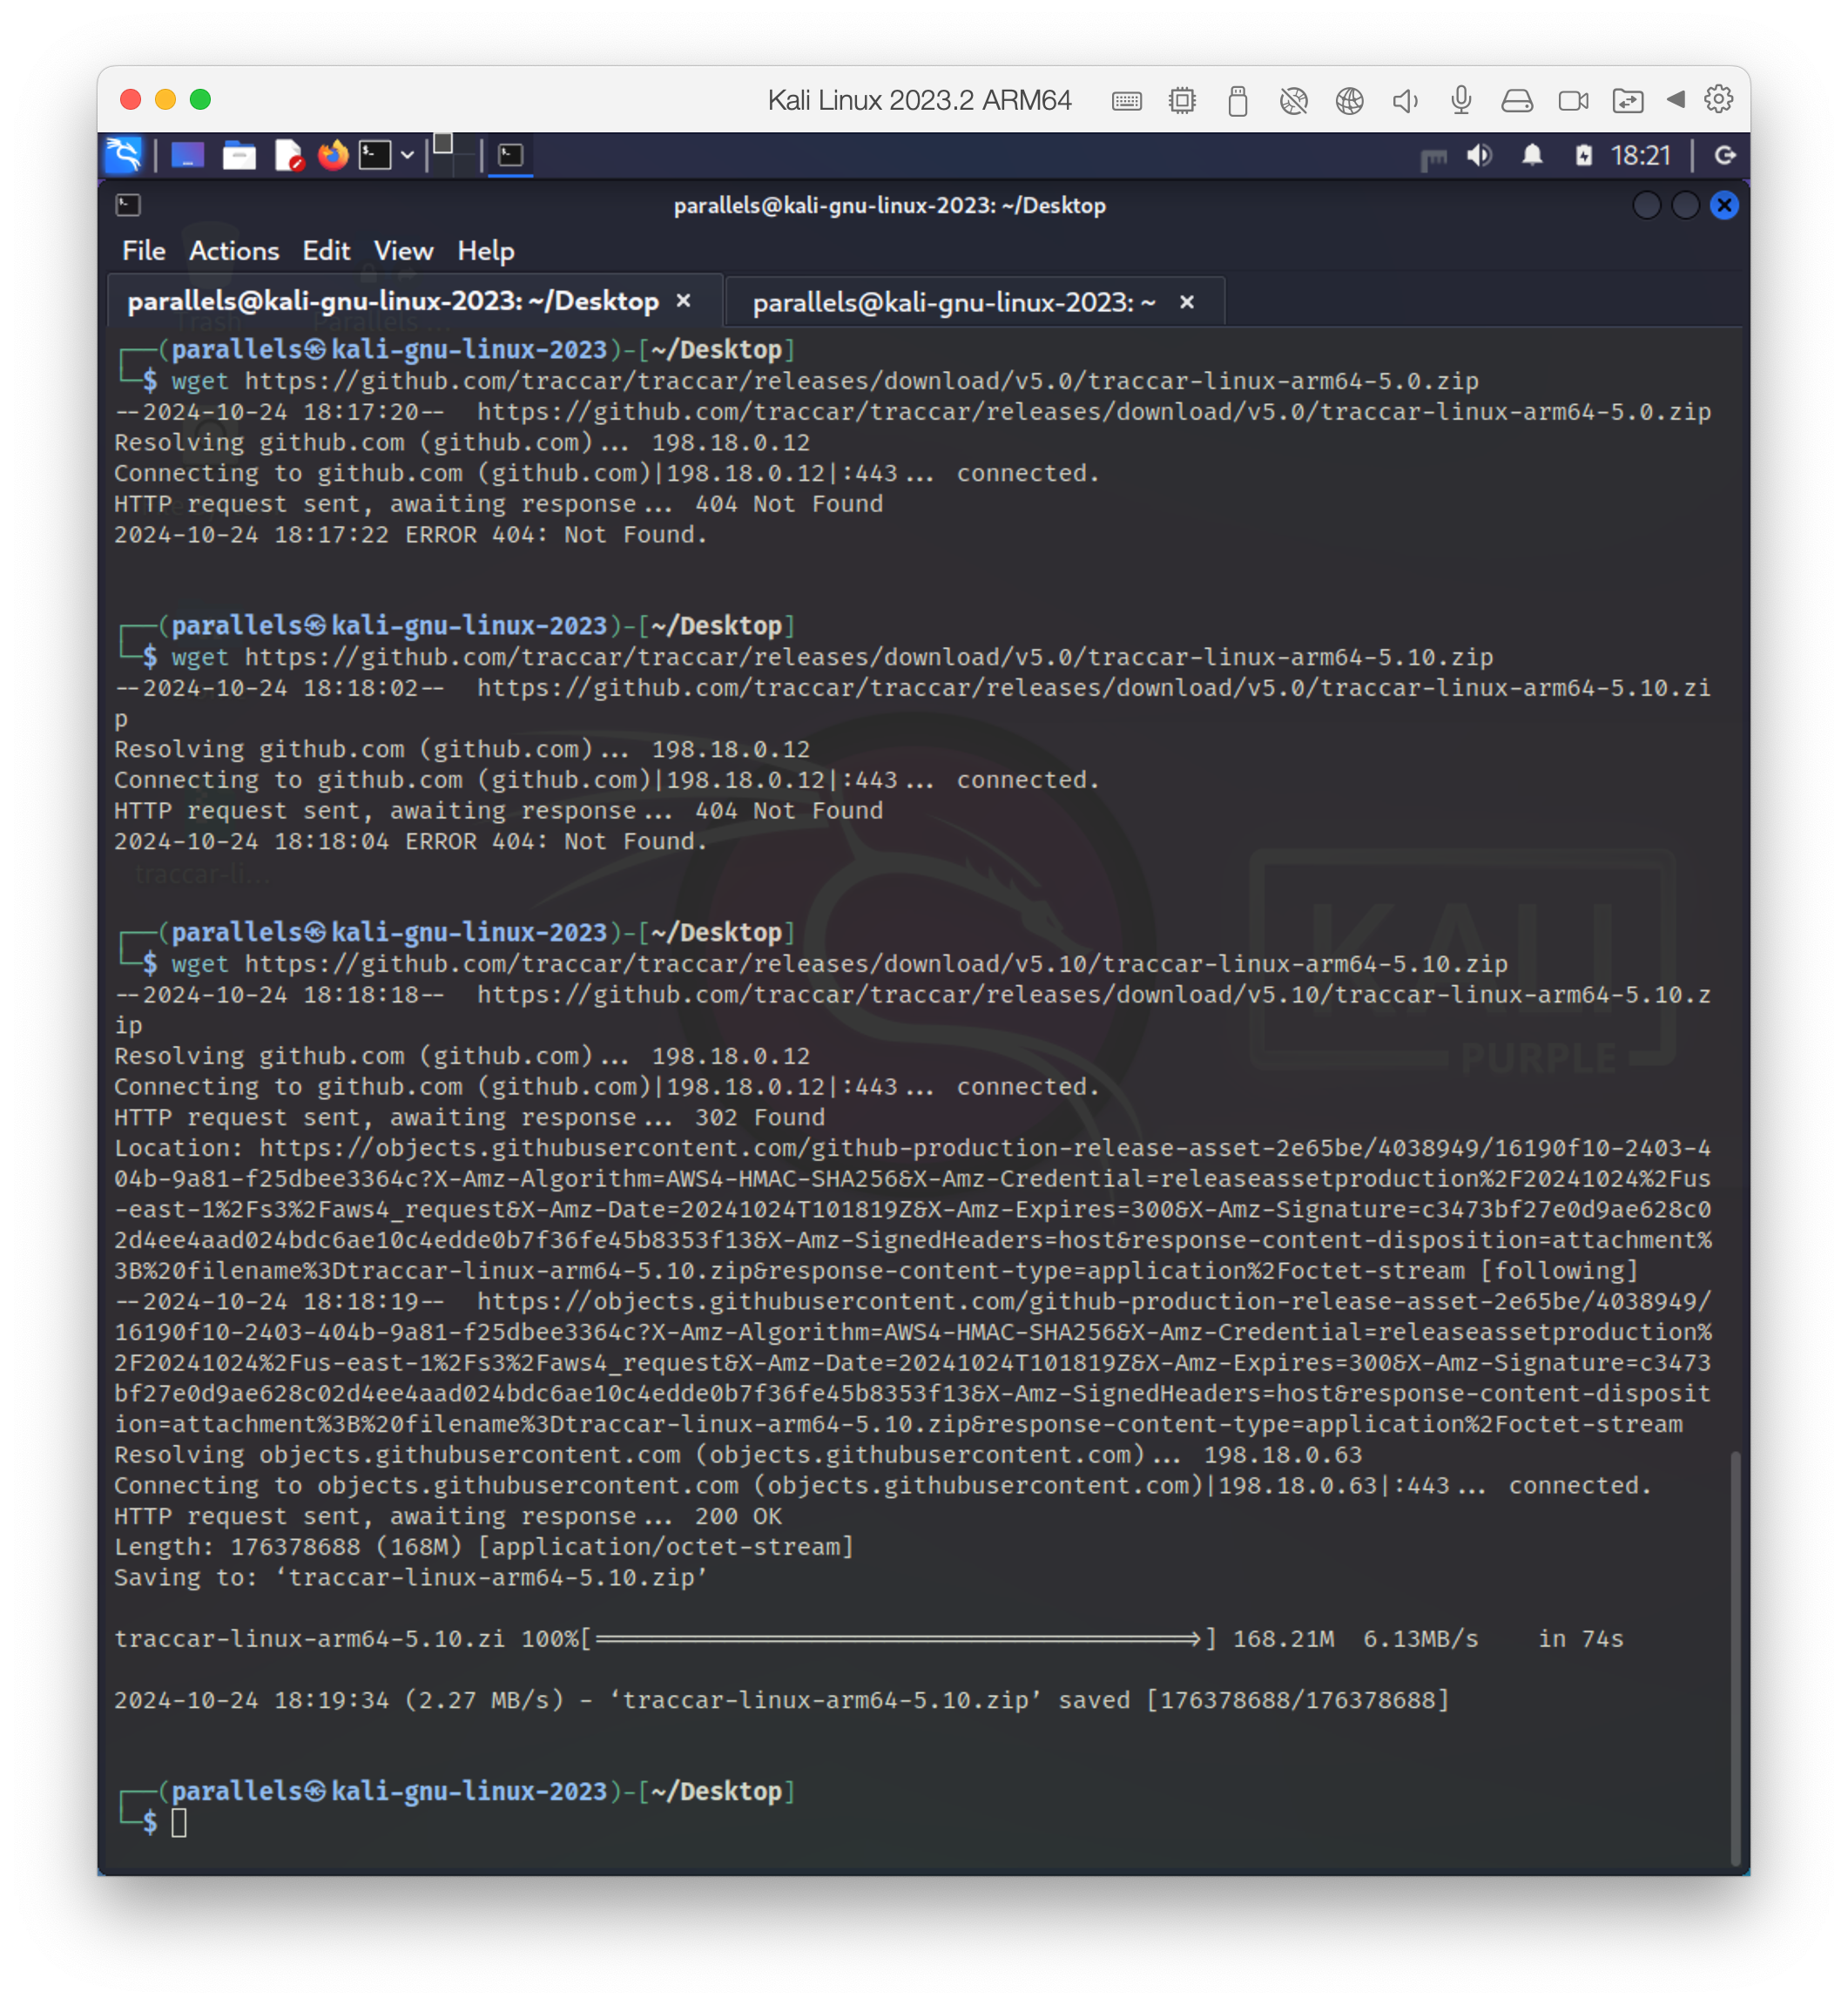 Kali Linux 2023.2 ARM64
18:21
parallels@kali-gnu-linux-2023: ~/Desktop
File Actions Edit View Help
parallels@kali-gnu-linux-2023: ~/Desktop × parallels@kali-gnu-linux-2023: ~ ×
Trash Parallels ...
┌──(parallels㉿kali-gnu-linux-2023)-[~/Desktop]
└─$ wget https://github.com/traccar/traccar/releases/download/v5.0/traccar-linux-arm64-5.0.zip
--2024-10-24 18:17:20-- https://github.com/traccar/traccar/releases/download/v5.0/traccar-linux-arm64-5.0.zip
Resolving github.com (github.com)... 198.18.0.12
Connecting to github.com (github.com)|198.18.0.12|:443... connected.
HTTP request sent, awaiting response... 404 Not Found
2024-10-24 18:17:22 ERROR 404: Not Found.
┌──(parallels㉿kali-gnu-linux-2023)-[~/Desktop]
└─$ wget https://github.com/traccar/traccar/releases/download/v5.0/traccar-linux-arm64-5.10.zip
--2024-10-24 18:18:02-- https://github.com/traccar/traccar/releases/download/v5.0/traccar-linux-arm64-5.10.zi
p
Resolving github.com (github.com)... 198.18.0.12
Connecting to github.com (github.com)|198.18.0.12|:443... connected.
HTTP request sent, awaiting response... 404 Not Found
2024-10-24 18:18:04 ERROR 404: Not Found.
traccar-li...
┌──(parallels㉿kali-gnu-linux-2023)-[~/Desktop]
└─$ wget https://github.com/traccar/traccar/releases/download/v5.10/traccar-linux-arm64-5.10.zip
--2024-10-24 18:18:18-- https://github.com/traccar/traccar/releases/download/v5.10/traccar-linux-arm64-5.10.z
ip
KALI
PURPLE
Resolving github.com (github.com)... 198.18.0.12
Connecting to github.com (github.com)|198.18.0.12|:443... connected.
HTTP request sent, awaiting response... 302 Found
Location: https://objects.githubusercontent.com/github-production-release-asset-2e65be/4038949/16190f10-2403-4
04b-9a81-f25dbee3364c?X-Amz-Algorithm=AWS4-HMAC-SHA256&X-Amz-Credential=releaseassetproduction%2F20241024%2Fus
-east-1%2Fs3%2Faws4_request&X-Amz-Date=20241024T101819Z&X-Amz-Expires=300&X-Amz-Signature=c3473bf27e0d9ae628c0
2d4ee4aad024bdc6ae10c4edde0b7f36fe45b8353f13&X-Amz-SignedHeaders=host&response-content-disposition=attachment%
3B%20filename%3Dtraccar-linux-arm64-5.10.zip&response-content-type=application%2Foctet-stream [following]
--2024-10-24 18:18:19-- https://objects.githubusercontent.com/github-production-release-asset-2e65be/4038949/
16190f10-2403-404b-9a81-f25dbee3364c?X-Amz-Algorithm=AWS4-HMAC-SHA256&X-Amz-Credential=releaseassetproduction%
2F20241024%2Fus-east-1%2Fs3%2Faws4_request&X-Amz-Date=20241024T101819Z&X-Amz-Expires=300&X-Amz-Signature=c3473
bf27e0d9ae628c02d4ee4aad024bdc6ae10c4edde0b7f36fe45b8353f13&X-Amz-SignedHeaders=host&response-content-disposit
ion=attachment%3B%20filename%3Dtraccar-linux-arm64-5.10.zip&response-content-type=application%2Foctet-stream
Resolving objects.githubusercontent.com (objects.githubusercontent.com)... 198.18.0.63
Connecting to objects.githubusercontent.com (objects.githubusercontent.com)|198.18.0.63|:443... connected.
HTTP request sent, awaiting response... 200 OK
Length: 176378688 (168M) [application/octet-stream]
Saving to: ‘traccar-linux-arm64-5.10.zip’
traccar-linux-arm64-5.10.zi 100%[==========================================>] 168.21M 6.13MB/s in 74s
2024-10-24 18:19:34 (2.27 MB/s) - ‘traccar-linux-arm64-5.10.zip’ saved [176378688/176378688]
┌──(parallels㉿kali-gnu-linux-2023)-[~/Desktop]
└─$